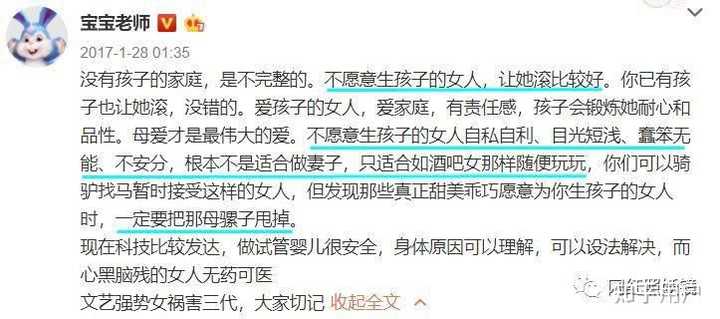 宝宝老师
2017-1-28 01:35
没有孩子的家庭，是不完整的。不愿意生孩子的女人，让她滚比较好。你已有孩
子也让她滚，没错的。爱孩子的女人，爱家庭，有责任感，孩子会锻炼她耐心和
品性。母爱才是最伟大的爱。不愿意生孩子的女人自私自利、目光短浅、蠢笨无
能、不安分，根本不是适合做妻子，只适合如酒吧女那样随便玩玩，你们可以骑
驴找马暂时接受这样的女人，但发现那些真正甜美乖巧愿意为你生孩子的女人
时，一定要把那母骡子甩掉。
现在科技比较发达，做试管婴儿很安全，身体原因可以理解，可以设法解决，而
心黑脑残的女人无药可医
文艺强势女祸害三代，大家切记 收起全文